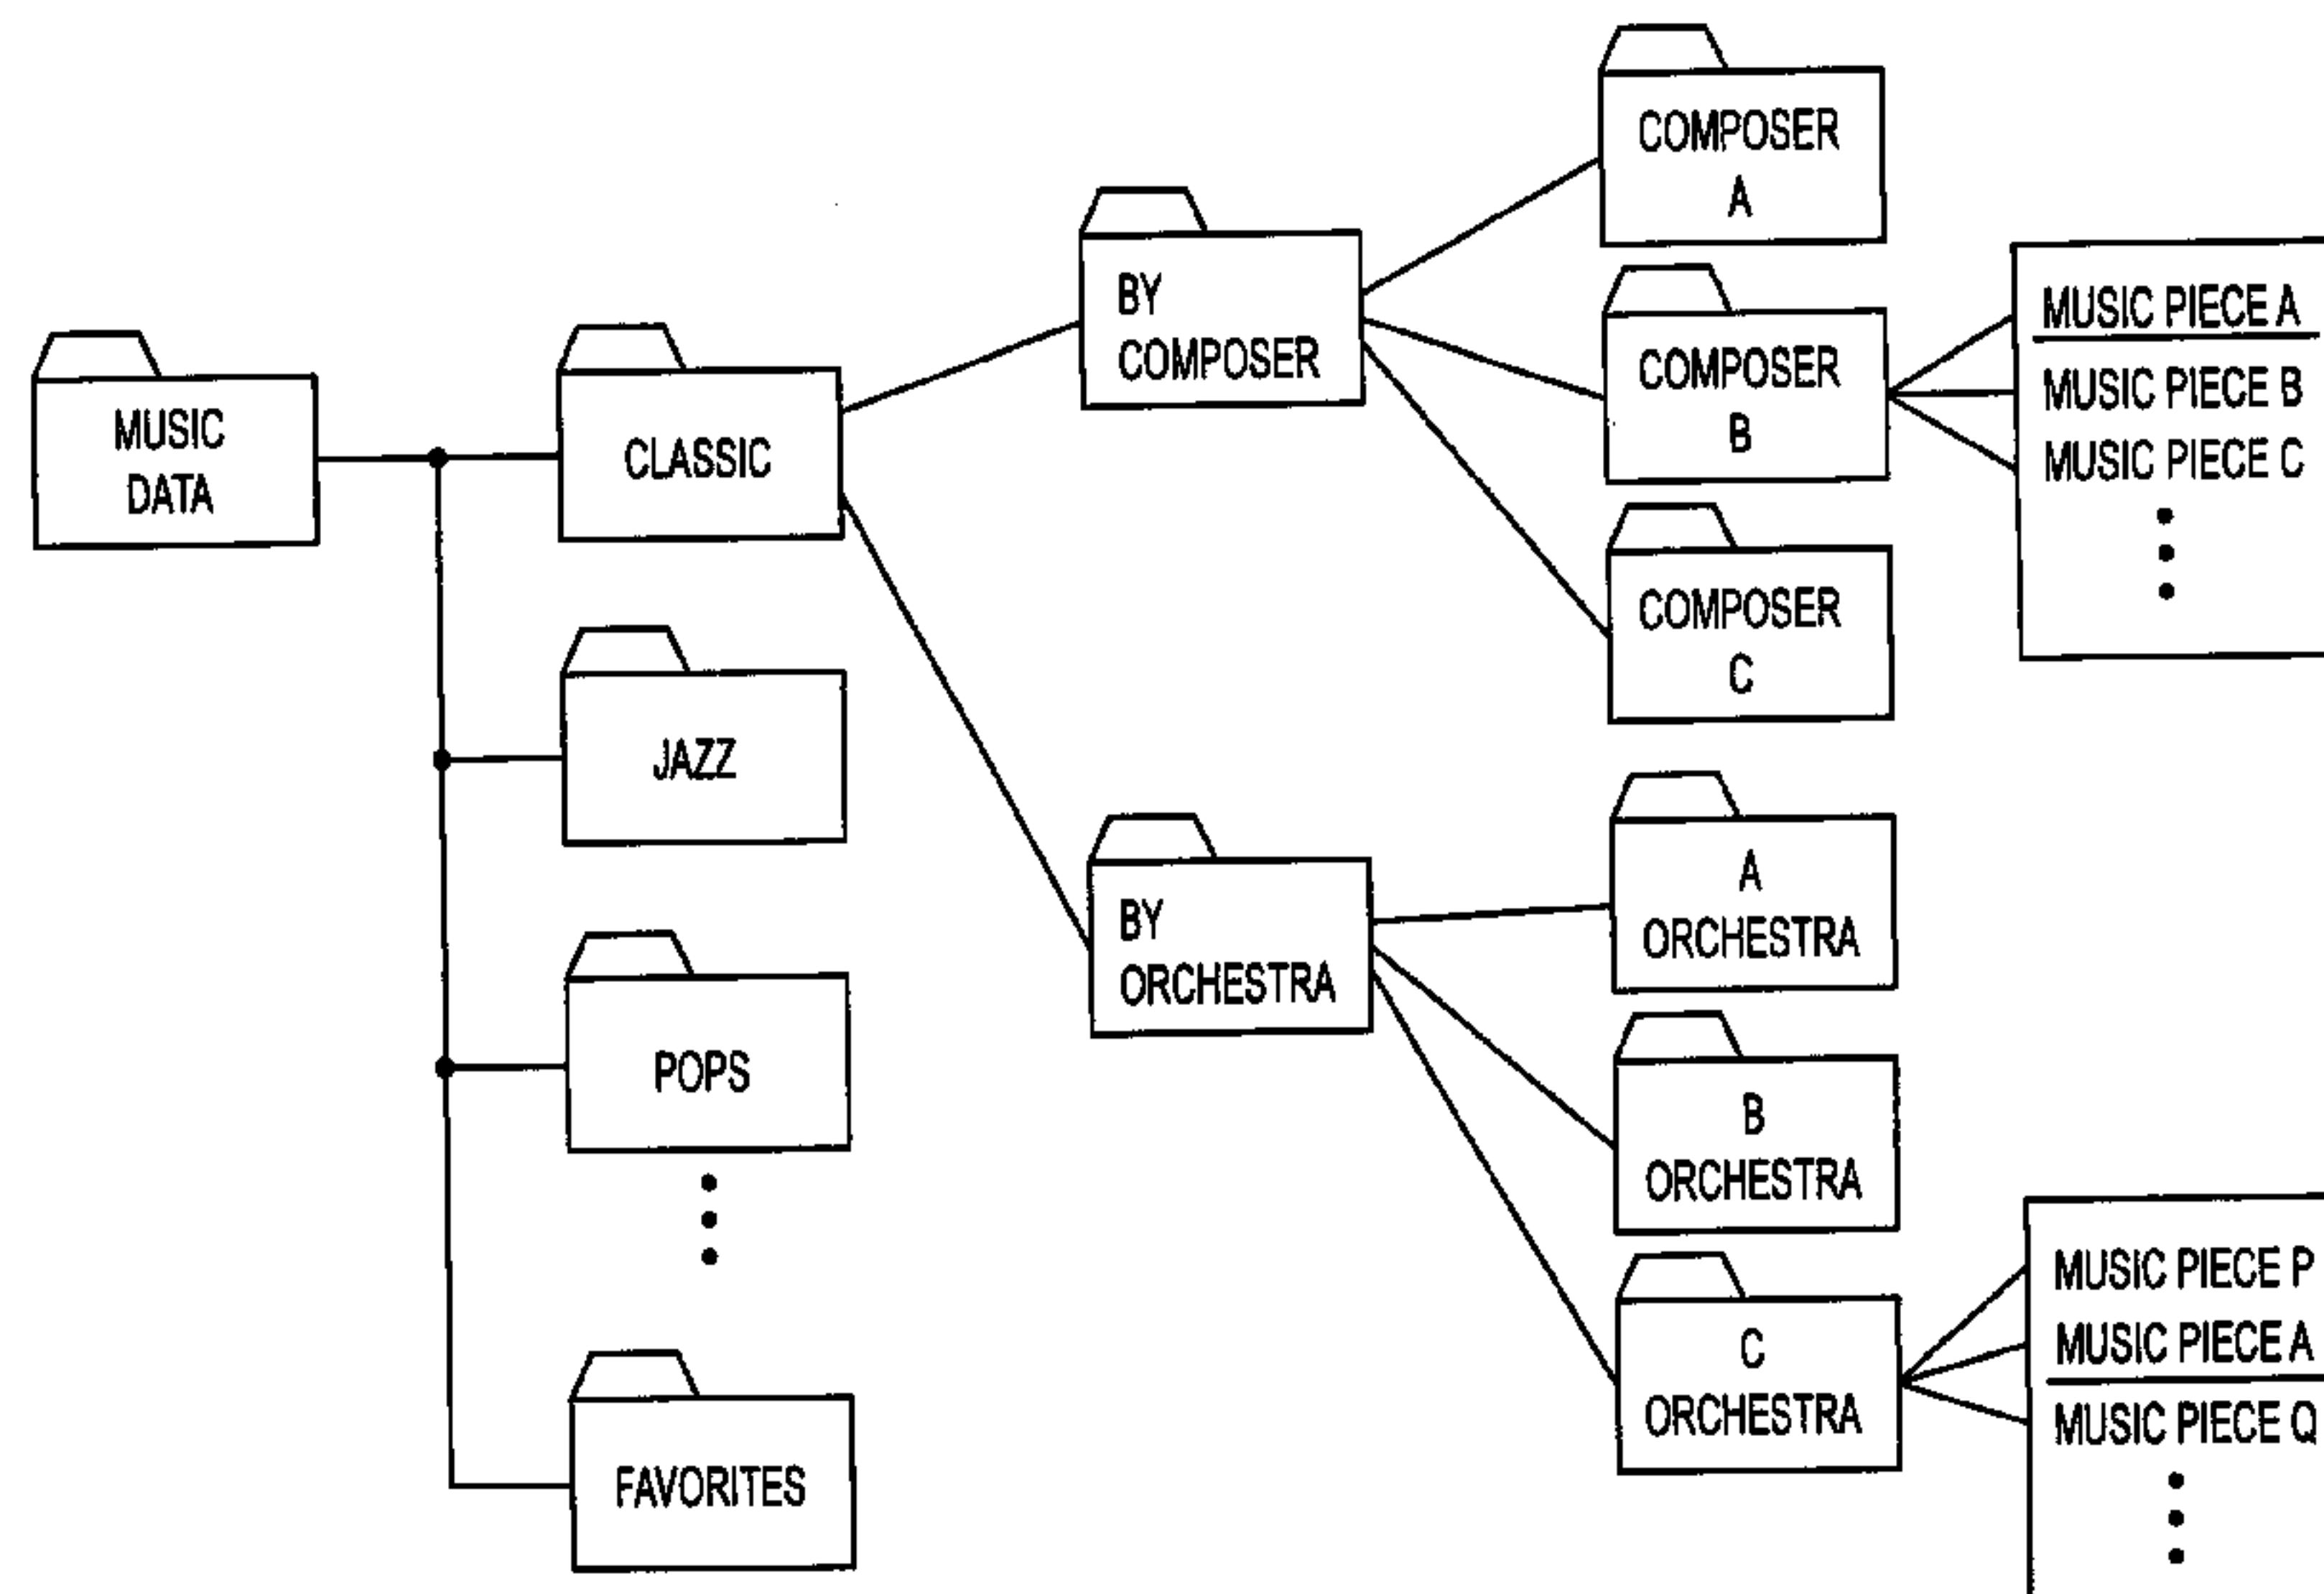 MUSIC
DATA
CLASSIC
JAZZ
POPS
FAVORITES
BY
COMPOSER
BY
ORCHESTRA
COMPOSER
A
COMPOSER
B
COMPOSER
C
A
ORCHESTRA
B
ORCHESTRA
C
ORCHESTRA
MUSIC PIECE A
MUSIC PIECE B
MUSIC PIECE C
MUSIC PIECE P
MUSIC PIECE A
MUSIC PIECE Q